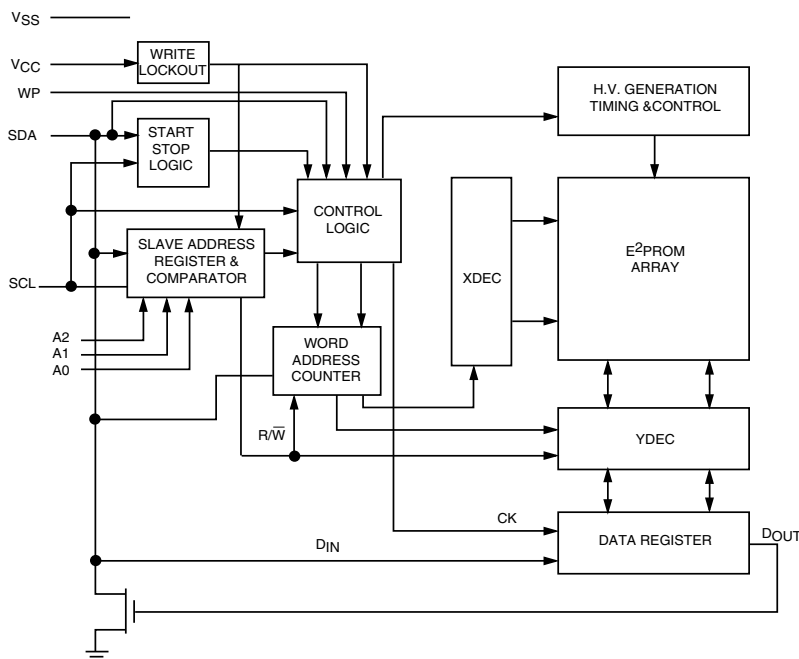 VSS
VCC
WRITE
LOCKOUT
WP
H.V. GENERATION
TIMING &CONTROL
SDA
START
STOP
LOGIC
CONTROL
LOGIC
SLAVE ADDRESS
REGISTER &
COMPARATOR
SCL
XDEC
E²PROM
ARRAY
A2
A1
A0
WORD
ADDRESS
COUNTER
R/W̅
YDEC
CK
DIN
DATA REGISTER
DOUT